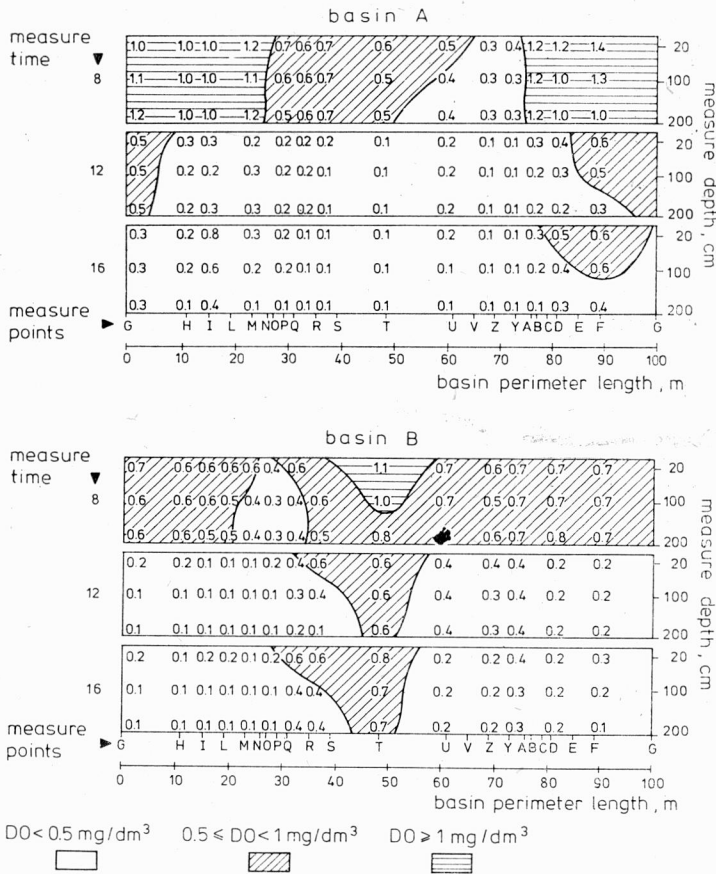 basin A
measure time
8
1.0 1.0 1.0 1.2 0.7 0.6 0.7 0.6 0.5 0.3 0.4 1.2 1.2 1.4 20
1.1 1.0 1.0 1.1 0.6 0.6 0.7 0.5 0.4 0.3 0.3 1.2 1.0 1.3 100
1.2 1.0 1.0 1.2 0.5 0.6 0.7 0.5 0.4 0.3 0.3 1.0 1.0 1.0 200
12
0.5 0.3 0.3 0.2 0.2 0.2 0.2 0.1 0.2 0.1 0.1 0.3 0.4 0.6 20
0.5 0.2 0.2 0.3 0.2 0.2 0.1 0.1 0.2 0.1 0.1 0.2 0.3 0.5 100
0.5 0.2 0.3 0.3 0.2 0.2 0.1 0.1 0.2 0.1 0.1 0.2 0.2 0.3 200
16
0.3 0.2 0.8 0.3 0.2 0.1 0.1 0.1 0.2 0.1 0.1 0.3 0.5 0.6 20
0.3 0.2 0.6 0.2 0.2 0.1 0.1 0.1 0.1 0.1 0.1 0.2 0.4 0.6 100
0.3 0.1 0.4 0.1 0.1 0.1 0.1 0.1 0.1 0.1 0.1 0.1 0.3 0.4 200
measure depth, cm
measure points
G H I L M N O P Q R S T U V Z Y A B C D E F G
0 10 20 30 40 50 60 70 80 90 100
basin perimeter length, m
basin B
measure time
8
0.7 0.6 0.6 0.6 0.6 0.4 0.6 1.1 0.7 0.6 0.7 0.7 0.7 20
0.6 0.6 0.6 0.5 0.4 0.3 0.4 0.6 1.0 0.7 0.5 0.7 0.7 0.7 100
0.6 0.6 0.5 0.5 0.4 0.3 0.4 0.5 0.8 0.6 0.7 0.8 0.7 200
12
0.2 0.2 0.1 0.1 0.1 0.2 0.4 0.6 0.6 0.4 0.4 0.4 0.2 0.2 20
0.1 0.1 0.1 0.1 0.1 0.1 0.3 0.4 0.6 0.4 0.3 0.4 0.2 0.2 100
0.1 0.1 0.1 0.1 0.1 0.1 0.2 0.1 0.6 0.4 0.3 0.4 0.2 0.2 200
16
0.2 0.1 0.2 0.2 0.1 0.2 0.6 0.6 0.8 0.2 0.2 0.4 0.2 0.3 20
0.1 0.1 0.1 0.1 0.1 0.1 0.4 0.4 0.7 0.2 0.2 0.3 0.2 0.2 100
0.1 0.1 0.1 0.1 0.1 0.1 0.4 0.4 0.7 0.2 0.2 0.3 0.2 0.1 200
measure depth, cm
measure points
G H I L M N O P Q R S T U V Z Y A B C D E F G
0 10 20 30 40 50 60 70 80 90 100
basin perimeter length, m
DO < 0.5 mg/dm³ 0.5 ≤ DO < 1 mg/dm³ DO ≥ 1 mg/dm³